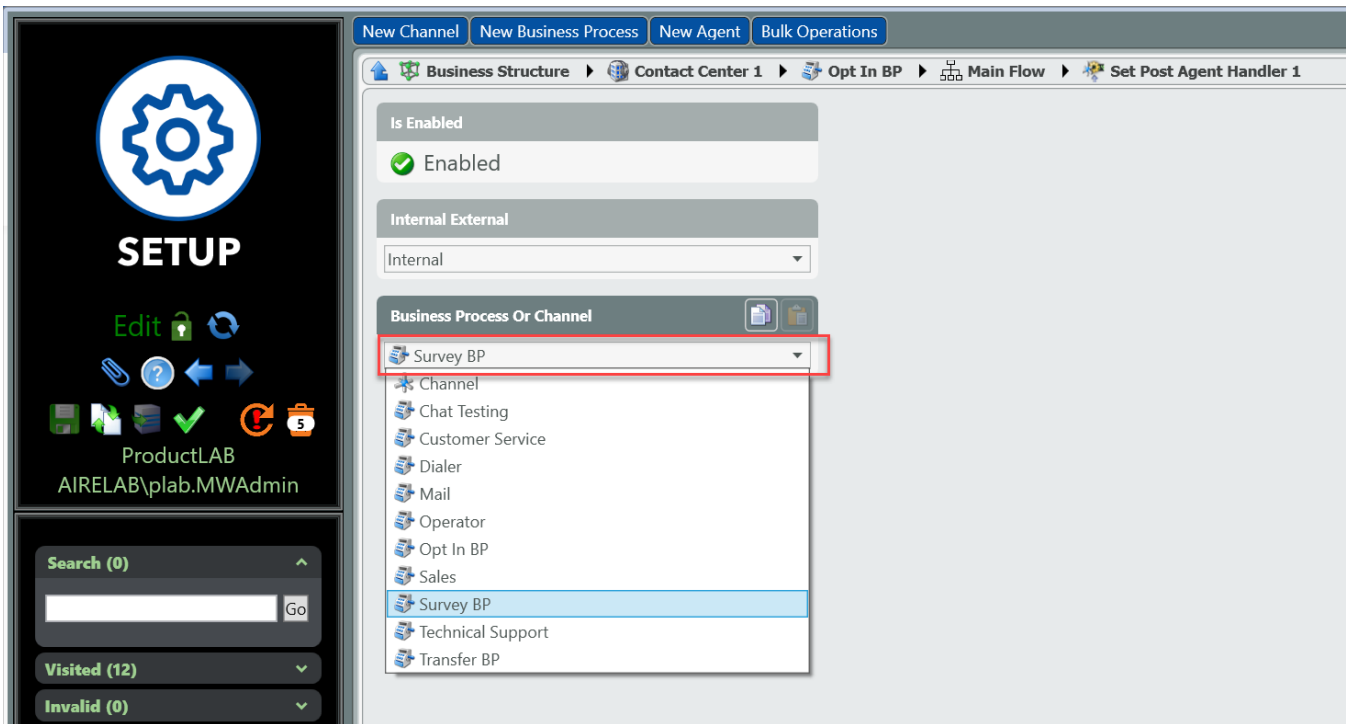 New Channel New Business Process New Agent Bulk Operations
Business Structure Contact Center 1 Opt In BP Main Flow Set Post Agent Handler 1
SETUP
Edit
?
5
ProductLAB
AIRELAB\plab.MWAdmin
Search (0)
Go
Visited (12)
Invalid (0)
Is Enabled
Enabled
Internal External
Internal
Business Process Or Channel
Survey BP
Channel
Chat Testing
Customer Service
Dialer
Mail
Operator
Opt In BP
Sales
Survey BP
Technical Support
Transfer BP